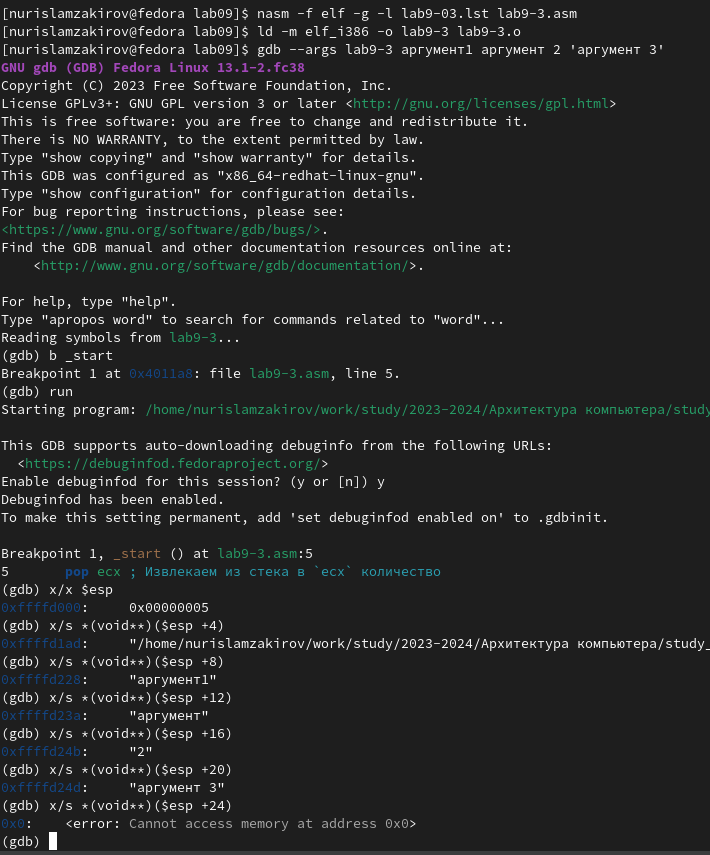 [nurislamzakirov@fedora lab09]$ nasm -f elf -g -l lab9-03.lst lab9-3.asm
[nurislamzakirov@fedora lab09]$ ld -m elf_i386 -o lab9-3 lab9-3.o
[nurislamzakirov@fedora lab09]$ gdb --args lab9-3 аргумент1 аргумент 2 'аргумент 3'
GNU gdb (GDB) Fedora Linux 13.1-2.fc38
Copyright (C) 2023 Free Software Foundation, Inc.
License GPLv3+: GNU GPL version 3 or later <http://gnu.org/licenses/gpl.html>
This is free software: you are free to change and redistribute it.
There is NO WARRANTY, to the extent permitted by law.
Type "show copying" and "show warranty" for details.
This GDB was configured as "x86_64-redhat-linux-gnu".
Type "show configuration" for configuration details.
For bug reporting instructions, please see:
<https://www.gnu.org/software/gdb/bugs/>.
Find the GDB manual and other documentation resources online at:
    <http://www.gnu.org/software/gdb/documentation/>.
For help, type "help".
Type "apropos word" to search for commands related to "word"...
Reading symbols from lab9-3...
(gdb) b _start
Breakpoint 1 at 0x4011a8: file lab9-3.asm, line 5.
(gdb) run
Starting program: /home/nurislamzakirov/work/study/2023-2024/Архитектура компьютера/study
This GDB supports auto-downloading debuginfo from the following URLs:
  <https://debuginfod.fedoraproject.org/>
Enable debuginfod for this session? (y or [n]) y
Debuginfod has been enabled.
To make this setting permanent, add 'set debuginfod enabled on' to .gdbinit.
Breakpoint 1, _start () at lab9-3.asm:5
5       pop ecx ; Извлекаем из стека в `ecx` количество
(gdb) x/x $esp
0xffffd000:     0x00000005
(gdb) x/s *(void**)($esp +4)
0xffffd1ad:     "/home/nurislamzakirov/work/study/2023-2024/Архитектура компьютера/study_
(gdb) x/s *(void**)($esp +8)
0xffffd228:     "аргумент1"
(gdb) x/s *(void**)($esp +12)
0xffffd23a:     "аргумент"
(gdb) x/s *(void**)($esp +16)
0xffffd24b:     "2"
(gdb) x/s *(void**)($esp +20)
0xffffd24d:     "аргумент 3"
(gdb) x/s *(void**)($esp +24)
0x0:    <error: Cannot access memory at address 0x0>
(gdb)